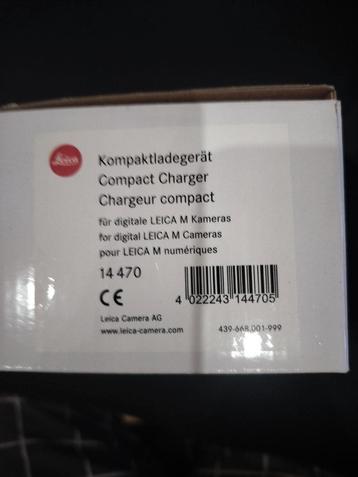 Leica
Kompaktladegerät
Compact Charger
Chargeur compact
für digitale LEICA M Kameras
for digital LEICA M Cameras
pour LEICA M numériques
14 470
CE
4 022243 144705
Leica Camera AG
www.leica-camera.com
439-668.001-999